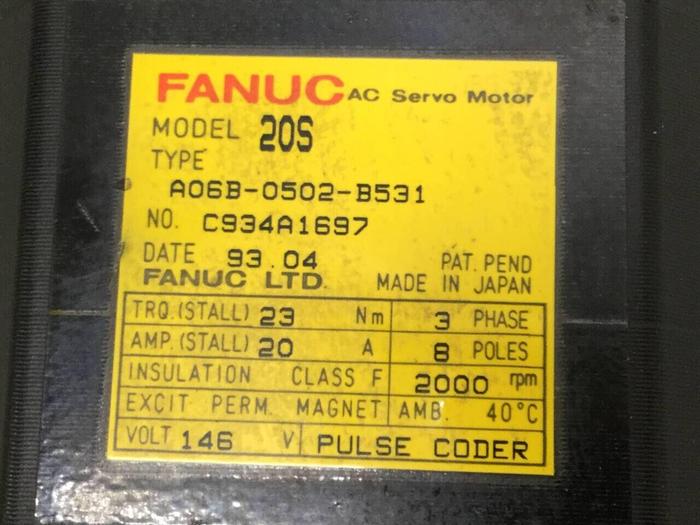 FANUC AC Servo Motor
MODEL 20S
TYPE
A06B-0502-B531
NO. C934A1697
DATE 93.04 PAT. PEND
FANUC LTD. MADE IN JAPAN
TRQ.(STALL) 23 Nm 3 PHASE
AMP.(STALL) 20 A 8 POLES
INSULATION CLASS F 2000 rpm
EXCIT PERM. MAGNET AMB. 40°C
VOLT 146 V PULSE CODER